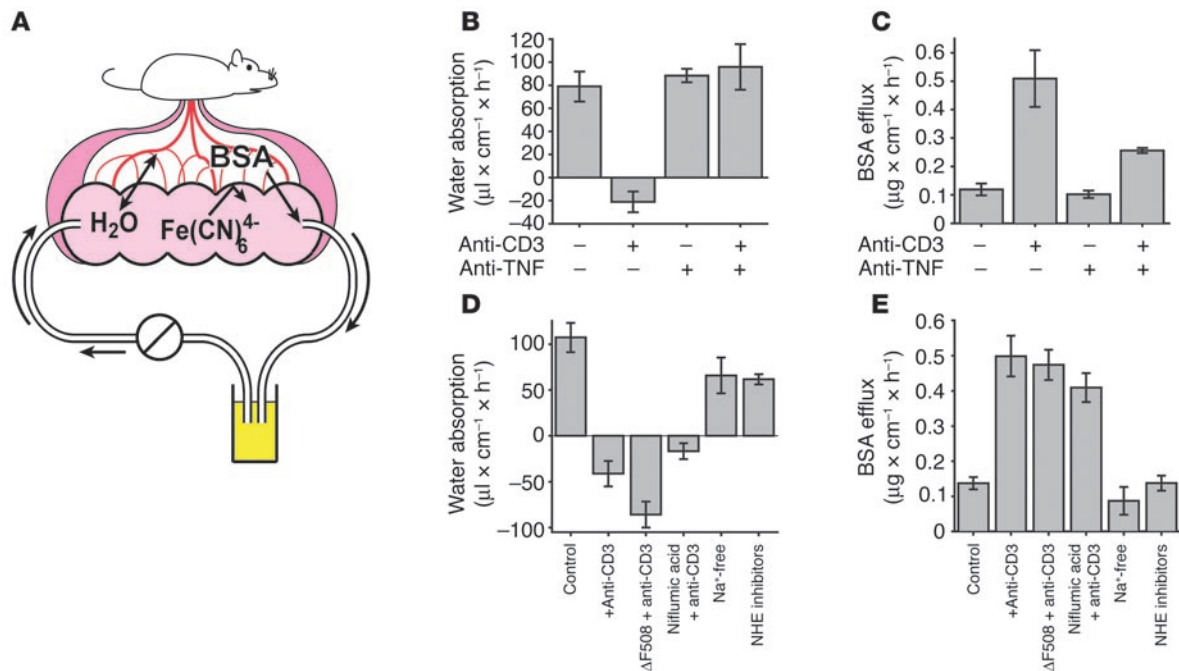 A
BSA
H₂O
Fe(CN)₆⁴⁻
B
Water absorption
(µl × cm⁻¹ × h⁻¹)
120
100
80
60
40
20
0
−20
−40
Anti-CD3 − + − +
Anti-TNF − − + +
C
BSA efflux
(µg × cm⁻¹ × h⁻¹)
0.6
0.5
0.4
0.3
0.2
0.1
0
Anti-CD3 − + − +
Anti-TNF − − + +
D
Water absorption
(µl × cm⁻¹ × h⁻¹)
100
50
0
−50
−100
Control
+Anti-CD3
ΔF508 + anti-CD3
Niflumic acid
+ anti-CD3
Na⁺-free
NHE inhibitors
E
BSA efflux
(µg × cm⁻¹ × h⁻¹)
0.6
0.5
0.4
0.3
0.2
0.1
0
Control
+Anti-CD3
ΔF508 + anti-CD3
Niflumic acid
+ anti-CD3
Na⁺-free
NHE inhibitors